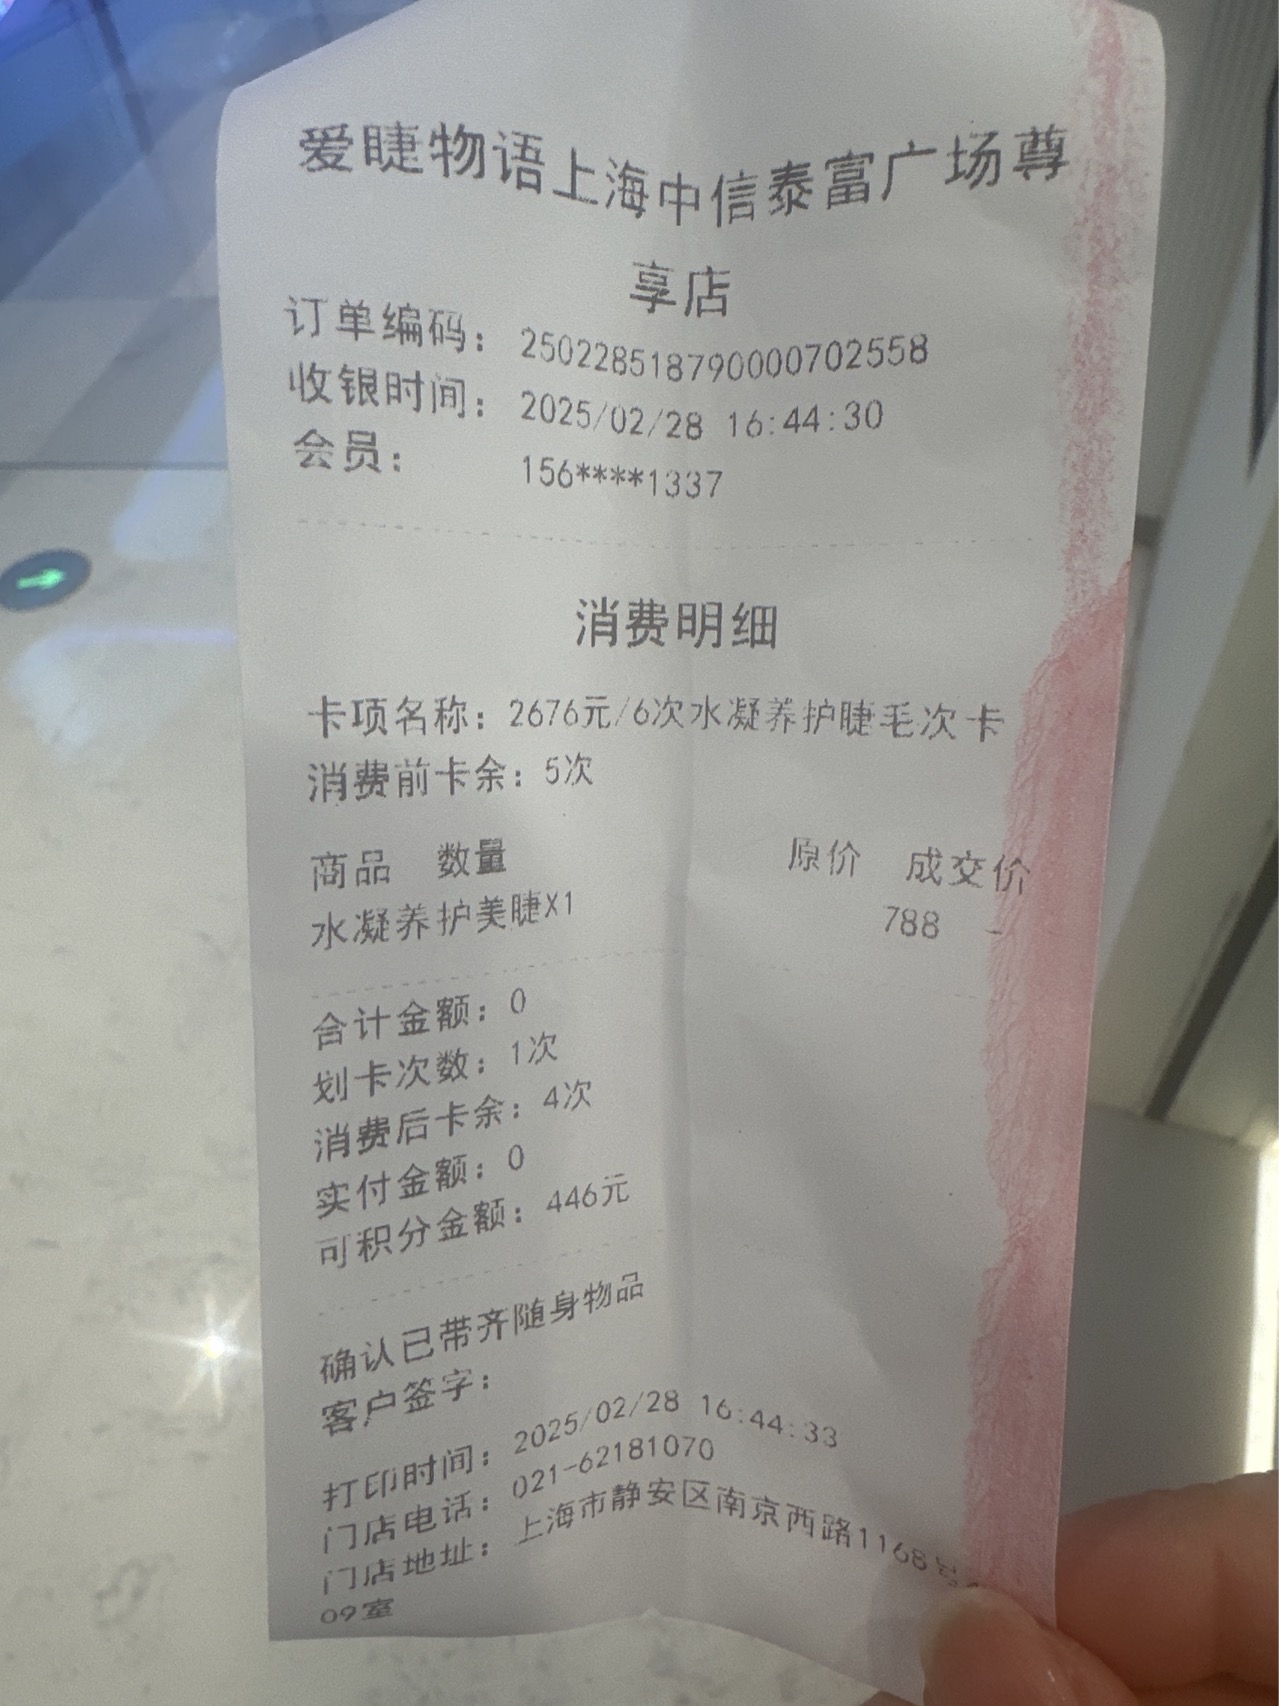 爱睫物语上海中信泰富广场尊
享店
订单编码： 25022851879000702558
收银时间： 2025/02/28 16:44:30
会员： 156****1337
消费明细
卡项名称：2676元/6次水凝养护睫毛次卡
消费前卡余：5次
商品 数量 原价 成交价
水凝养护美睫X1 788 -
合计金额：0
划卡次数：1次
消费后卡余：4次
实付金额：0
可积分金额：446元
确认已带齐随身物品
客户签字：
打印时间：2025/02/28 16:44:33
门店电话：021-62181070
门店地址：上海市静安区南京西路1168号
09室